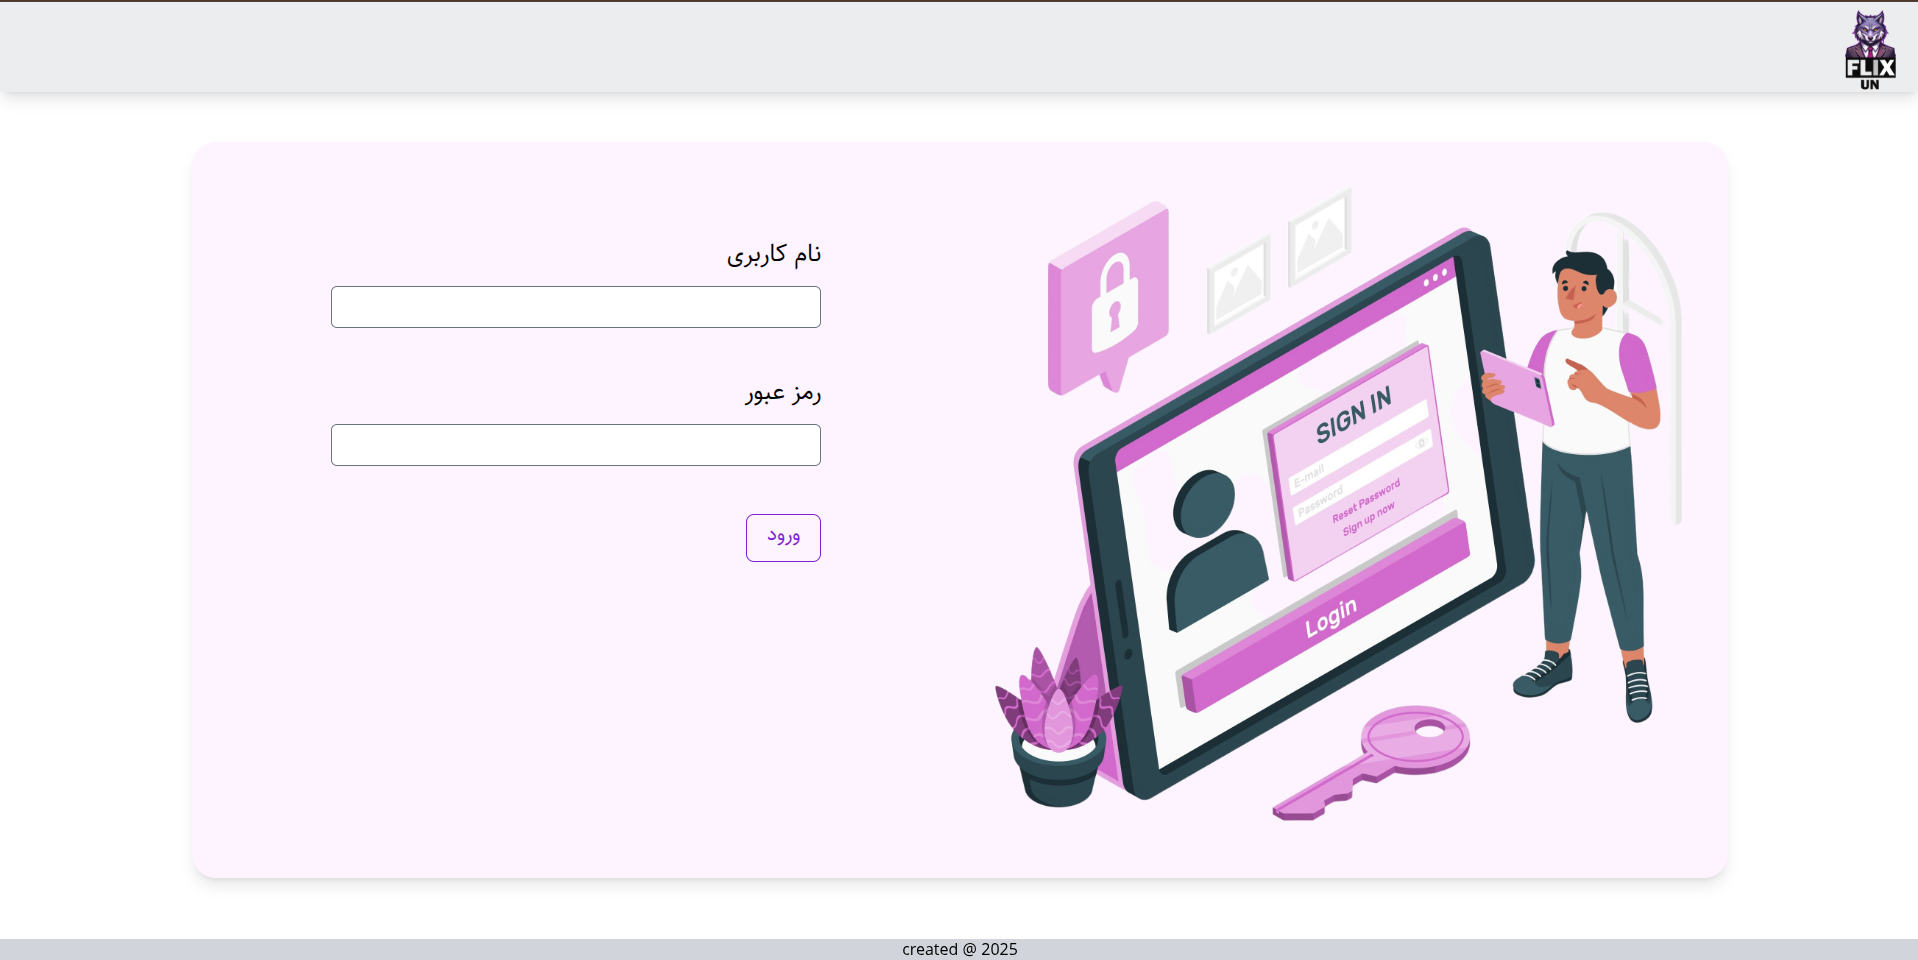 FLIX
UN
نام کاربری
رمز عبور
ورود
SIGN IN
E-mail
Password
Reset Password
Sign up now
Login
created @ 2025